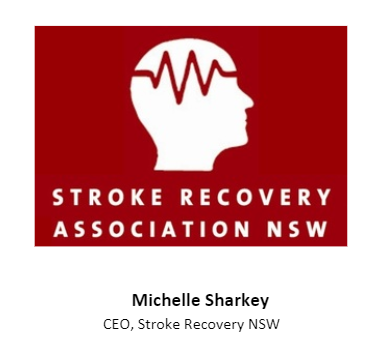 STROKE RECOVERY
ASSOCIATION NSW
Michelle Sharkey
CEO, Stroke Recovery NSW